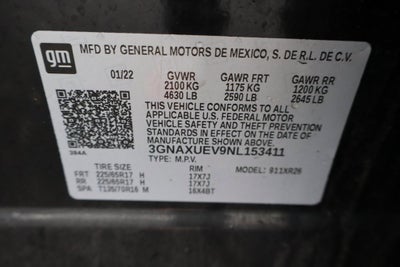 gm
MFD BY GENERAL MOTORS DE MEXICO, S. DE R.L. DE C.V.
01/22 GVWR GAWR FRT GAWR RR
2100 KG 1175 KG 1200 KG
4630 LB 2590 LB 2645 LB
THIS VEHICLE CONFORMS TO ALL
APPLICABLE U.S. FEDERAL MOTOR
VEHICLE SAFETY AND THEFT PREVENTION
STANDARDS IN EFFECT ON THE DATE OF
MANUFACTURE SHOWN ABOVE.
3GNAXUEV9NL153411
TYPE: M.P.V. MODEL: 911XR26
TIRE SIZE RIM
FRT 225/65R17 H 17X7J
RR 225/65R17 H 17X7J
SPA T135/70R16 M 16X4BT